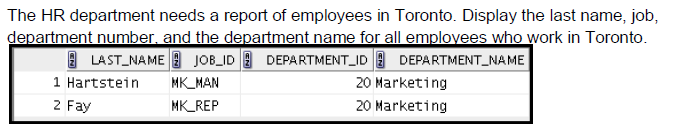 The HR department needs a report of employees in Toronto. Display the last name, job,
department number, and the department name for all employees who work in Toronto.
LAST_NAME JOB_ID DEPARTMENT_ID DEPARTMENT_NAME
1 Hartstein MK_MAN 20 Marketing
2 Fay MK_REP 20 Marketing